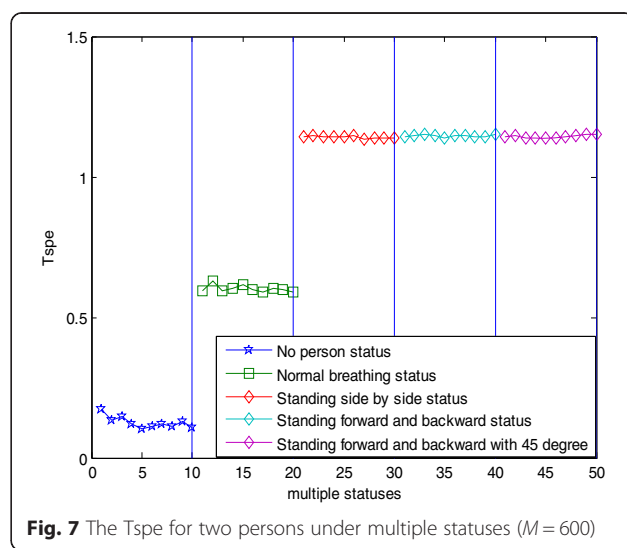 1.5
1
0.5
0
Tspe
No person status
Normal breathing status
Standing side by side status
Standing forward and backward status
Standing forward and backward with 45 degree
0 5 10 15 20 25 30 35 40 45 50
multiple statuses
Fig. 7 The Tspe for two persons under multiple statuses (M = 600)